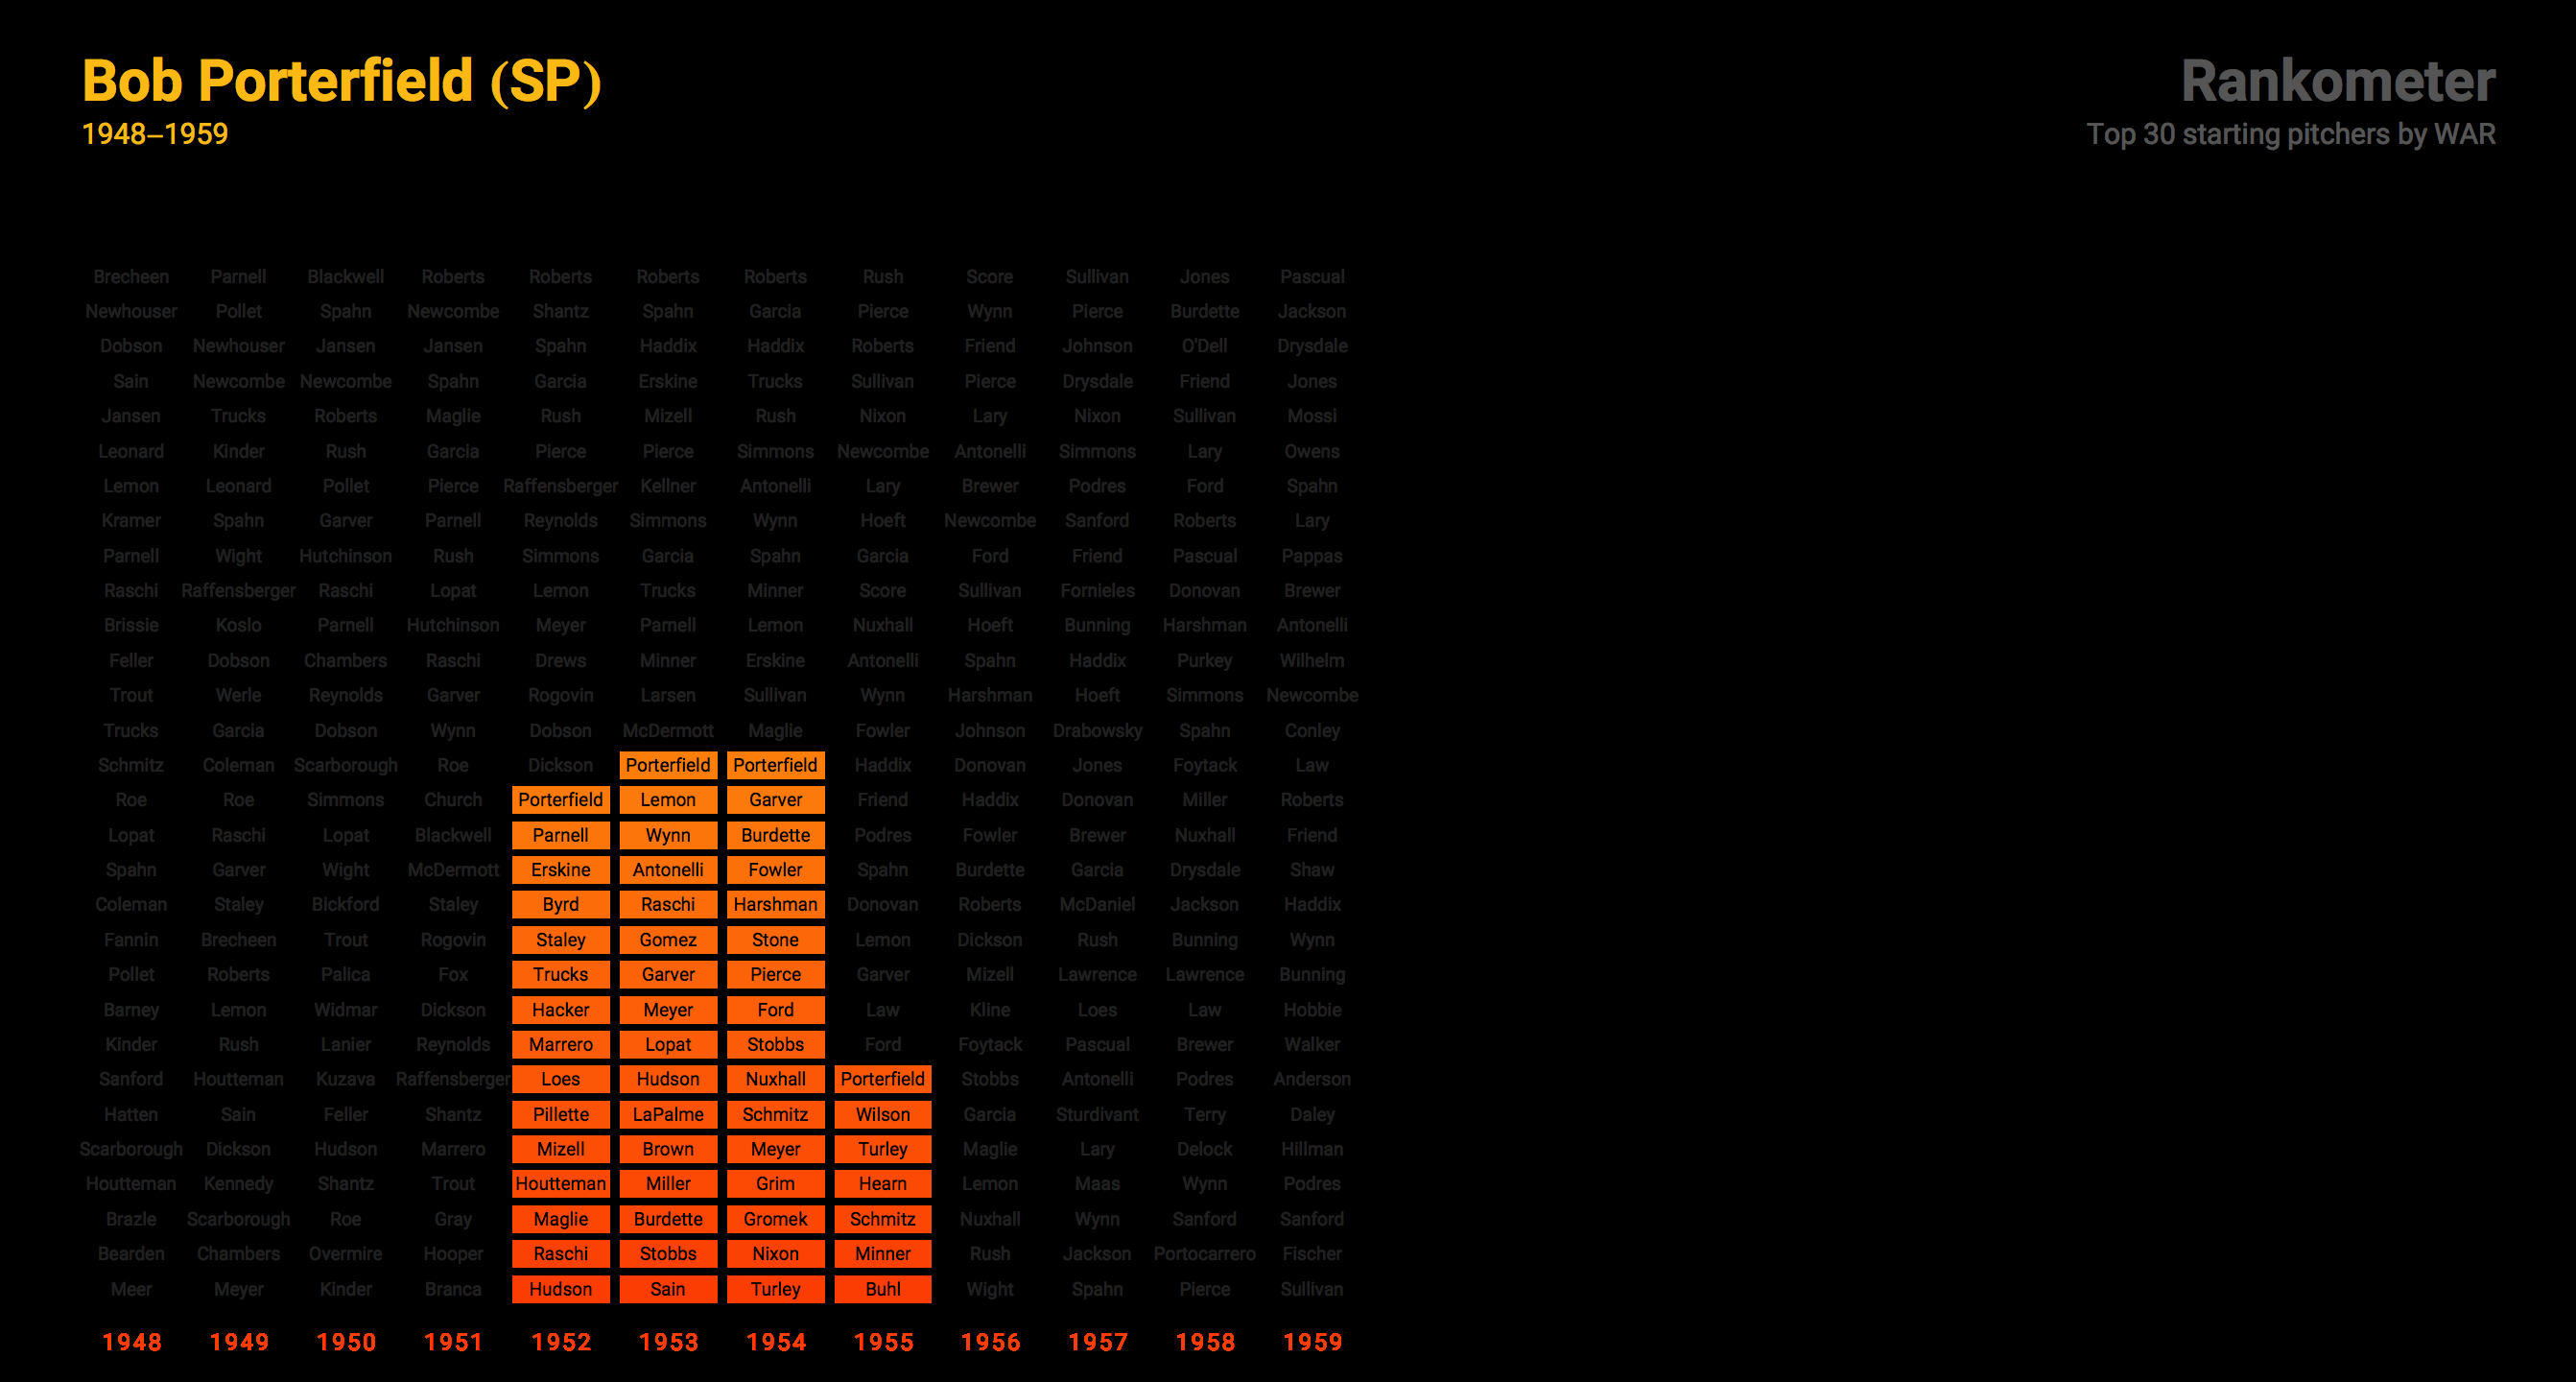 Bob Porterfield (SP)
1948–1959
Rankometer
Top 30 starting pitchers by WAR
Brecheen Parnell Blackwell Roberts Roberts Roberts Roberts Rush Score Sullivan Jones Pascual
Newhouser Pollet Spahn Newcombe Shantz Spahn Garcia Pierce Wynn Pierce Burdette Jackson
Dobson Newhouser Jansen Jansen Spahn Haddix Haddix Roberts Friend Johnson O'Dell Drysdale
Sain Newcombe Newcombe Spahn Garcia Erskine Trucks Sullivan Pierce Drysdale Friend Jones
Jansen Trucks Roberts Maglie Rush Mizell Rush Nixon Lary Nixon Sullivan Mossi
Leonard Kinder Rush Garcia Pierce Pierce Simmons Newcombe Antonelli Simmons Lary Owens
Lemon Leonard Pollet Pierce Raffensberger Kellner Antonelli Lary Brewer Podres Ford Spahn
Kramer Spahn Garver Parnell Reynolds Simmons Wynn Hoeft Newcombe Sanford Roberts Lary
Parnell Wight Hutchinson Rush Simmons Garcia Spahn Garcia Ford Friend Pascual Pappas
Raschi Raffensberger Raschi Lopat Lemon Trucks Minner Score Sullivan Fornieles Donovan Brewer
Brissie Koslo Parnell Hutchinson Meyer Parnell Lemon Nuxhall Hoeft Bunning Harshman Antonelli
Feller Dobson Chambers Raschi Drews Minner Erskine Antonelli Spahn Haddix Purkey Wilhelm
Trout Werle Reynolds Garver Rogovin Larsen Sullivan Wynn Harshman Hoeft Simmons Newcombe
Trucks Garcia Dobson Wynn Dobson McDermott Maglie Fowler Johnson Drabowsky Spahn Conley
Schmitz Coleman Scarborough Roe Dickson Porterfield Porterfield Haddix Donovan Jones Foytack Law
Roe Roe Simmons Church Porterfield Lemon Garver Friend Haddix Donovan Miller Roberts
Lopat Raschi Lopat Blackwell Parnell Wynn Burdette Podres Fowler Brewer Nuxhall Friend
Spahn Garver Wight McDermott Erskine Antonelli Fowler Spahn Burdette Garcia Drysdale Shaw
Coleman Staley Bickford Staley Byrd Raschi Harshman Donovan Roberts McDaniel Jackson Haddix
Fannin Brecheen Trout Rogovin Staley Gomez Stone Lemon Dickson Rush Bunning Wynn
Pollet Roberts Palica Fox Trucks Garver Pierce Garver Mizell Lawrence Lawrence Bunning
Barney Lemon Widmar Dickson Hacker Meyer Ford Law Kline Loes Law Hobbie
Kinder Rush Lanier Reynolds Marrero Lopat Stobbs Ford Foytack Pascual Brewer Walker
Sanford Houtteman Kuzava Raffensberger Loes Hudson Nuxhall Porterfield Stobbs Antonelli Podres Anderson
Hatten Sain Feller Shantz Pillette LaPalme Schmitz Wilson Garcia Sturdivant Terry Daley
Scarborough Dickson Hudson Marrero Mizell Brown Meyer Turley Maglie Lary Delock Hillman
Houtteman Kennedy Shantz Trout Houtteman Miller Grim Hearn Lemon Maas Wynn Podres
Brazle Scarborough Roe Gray Maglie Burdette Gromek Schmitz Nuxhall Wynn Sanford Sanford
Bearden Chambers Overmire Hooper Raschi Stobbs Nixon Minner Rush Jackson Portocarrero Fischer
Meer Meyer Kinder Branca Hudson Sain Turley Buhl Wight Spahn Pierce Sullivan
1948 1949 1950 1951 1952 1953 1954 1955 1956 1957 1958 1959